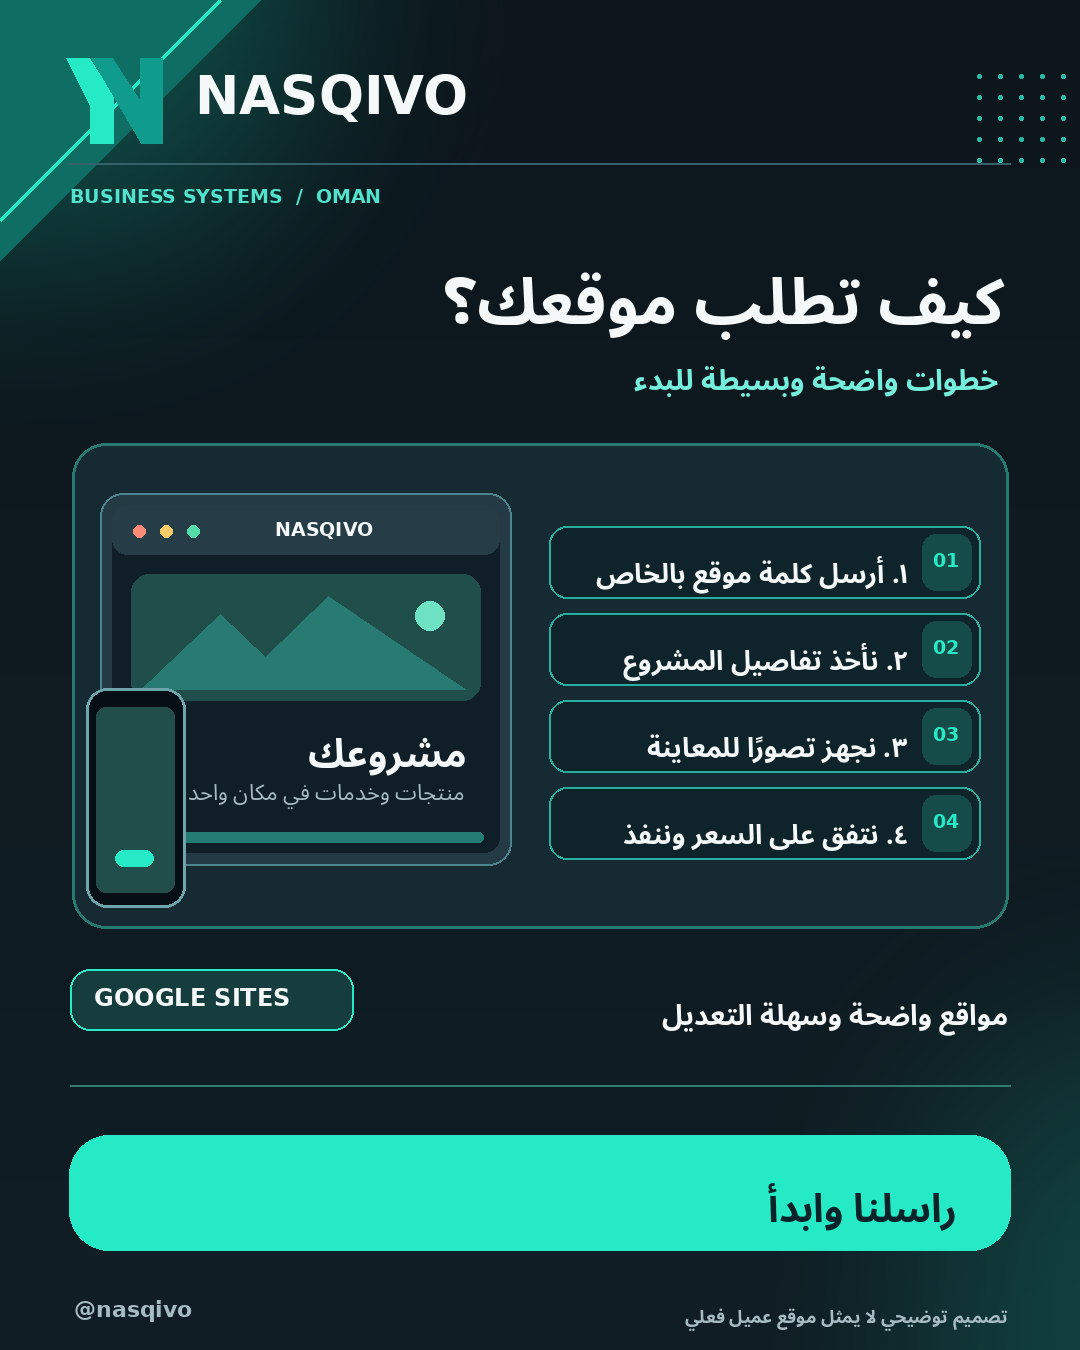 NASQIVO
BUSINESS SYSTEMS / OMAN
كيف تطلب موقعك؟
خطوات واضحة وبسيطة للبدء
NASQIVO
مشروعك
منتجات وخدمات في مكان واحد
01
١. أرسل كلمة موقع بالخاص
02
٢. نأخذ تفاصيل المشروع
03
٣. نجهز تصورًا للمعاينة
04
٤. نتفق على السعر وننفذ
GOOGLE SITES
مواقع واضحة وسهلة التعديل
راسلنا وابدأ
@nasqivo
تصميم توضيحي لا يمثل موقع عميل فعلي